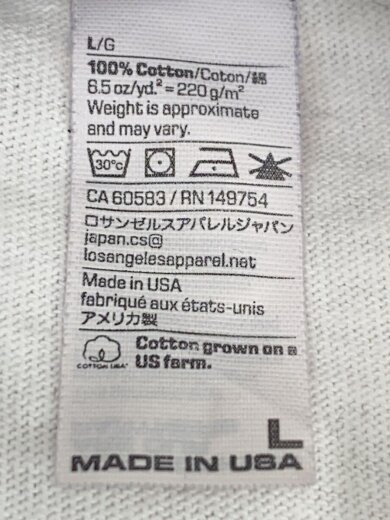 L/G
100% Cotton/Coton/綿
6.5 oz/yd.² = 220 g/m²
Weight is approximate
and may vary.
30°C
CA 60583 / RN 149754
ロサンゼルスアパレルジャパン
japan.cs@
losangelesapparel.net
Made in USA
fabriqué aux états-unis
アメリカ製
Cotton grown on a
US farm.
COTTON USA
L
MADE IN USA